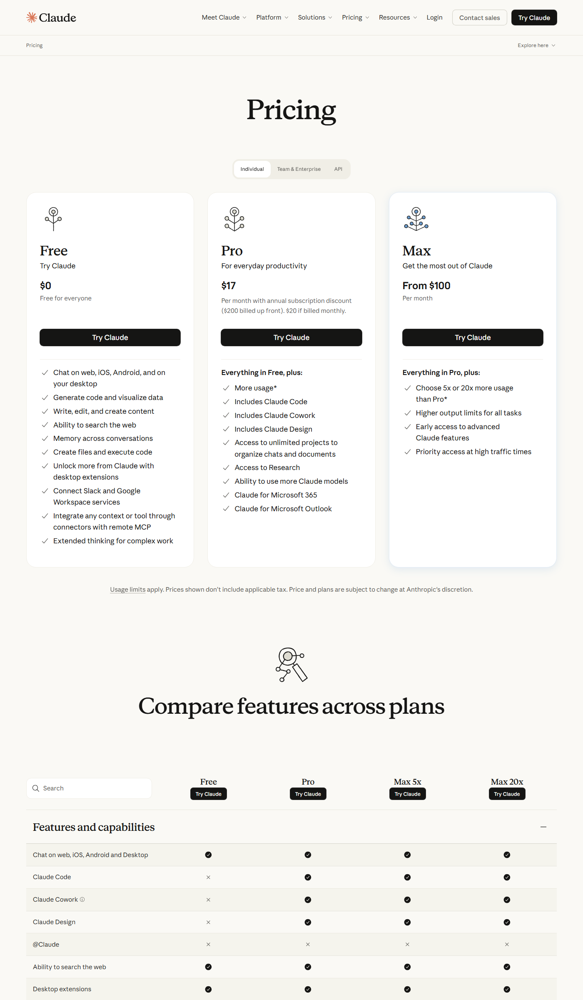 Claude
Meet Claude Platform Solutions Pricing Resources Login Contact sales Try Claude
Pricing Explore here
Pricing
Individual Team & Enterprise API
Free
Try Claude
$0
Free for everyone
Try Claude
Chat on web, iOS, Android, and on
your desktop
Generate code and visualize data
Write, edit, and create content
Ability to search the web
Memory across conversations
Create files and execute code
Unlock more from Claude with
desktop extensions
Connect Slack and Google
Workspace services
Integrate any context or tool through
connectors with remote MCP
Extended thinking for complex work
Pro
For everyday productivity
$17
Per month with annual subscription discount
($200 billed up front). $20 if billed monthly.
Try Claude
Everything in Free, plus:
More usage*
Includes Claude Code
Includes Claude Cowork
Includes Claude Design
Access to unlimited projects to
organize chats and documents
Access to Research
Ability to use more Claude models
Claude for Microsoft 365
Claude for Microsoft Outlook
Max
Get the most out of Claude
From $100
Per month
Try Claude
Everything in Pro, plus:
Choose 5x or 20x more usage
than Pro*
Higher output limits for all tasks
Early access to advanced
Claude features
Priority access at high traffic times
Usage limits apply. Prices shown don't include applicable tax. Price and plans are subject to change at Anthropic's discretion.
Compare features across plans
Search
Free Pro Max 5x Max 20x
Try Claude Try Claude Try Claude Try Claude
Features and capabilities
Chat on web, iOS, Android and Desktop
Claude Code
Claude Cowork
Claude Design
@Claude
Ability to search the web
Desktop extensions